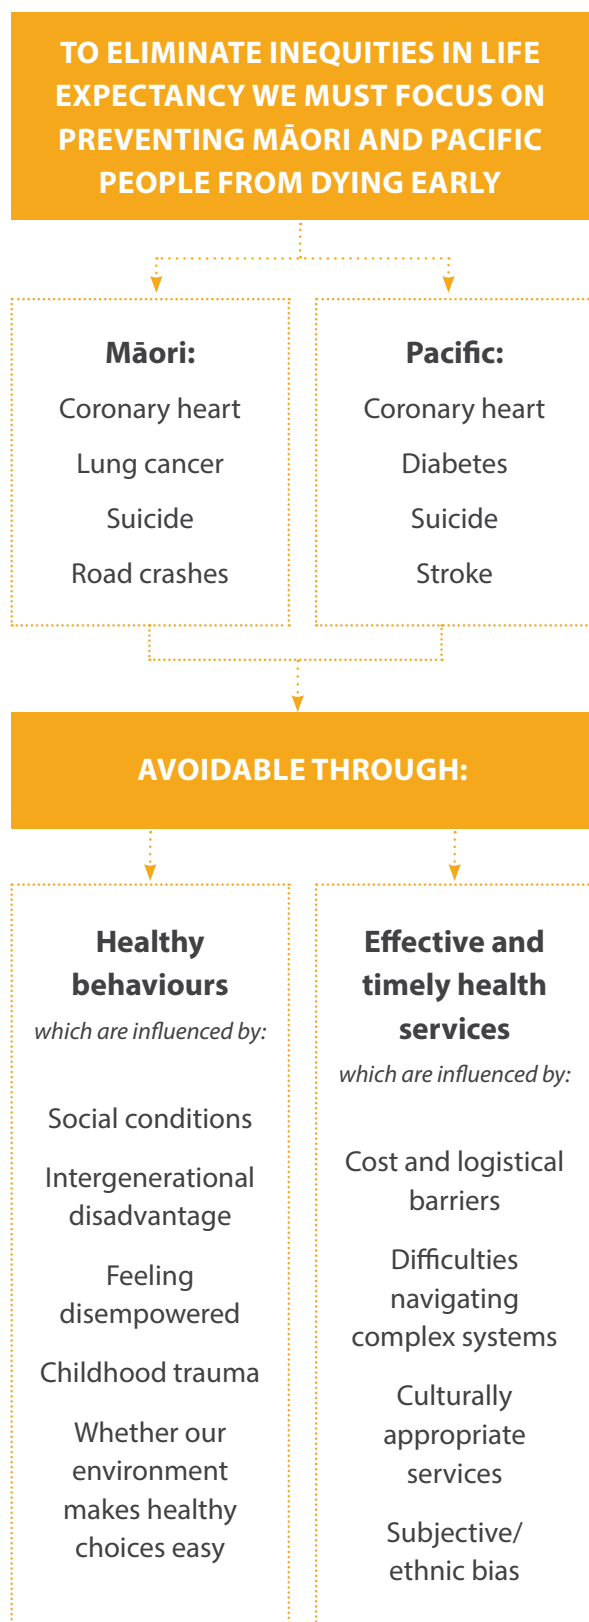 TO ELIMINATE INEQUITIES IN LIFE
EXPECTANCY WE MUST FOCUS ON
PREVENTING MĀORI AND PACIFIC
PEOPLE FROM DYING EARLY
Māori:
Coronary heart
Lung cancer
Suicide
Road crashes
Pacific:
Coronary heart
Diabetes
Suicide
Stroke
AVOIDABLE THROUGH:
Healthy
behaviours
which are influenced by:
Social conditions
Intergenerational
disadvantage
Feeling
disempowered
Childhood trauma
Whether our
environment
makes healthy
choices easy
Effective and
timely health
services
which are influenced by:
Cost and logistical
barriers
Difficulties
navigating
complex systems
Culturally
appropriate
services
Subjective/
ethnic bias